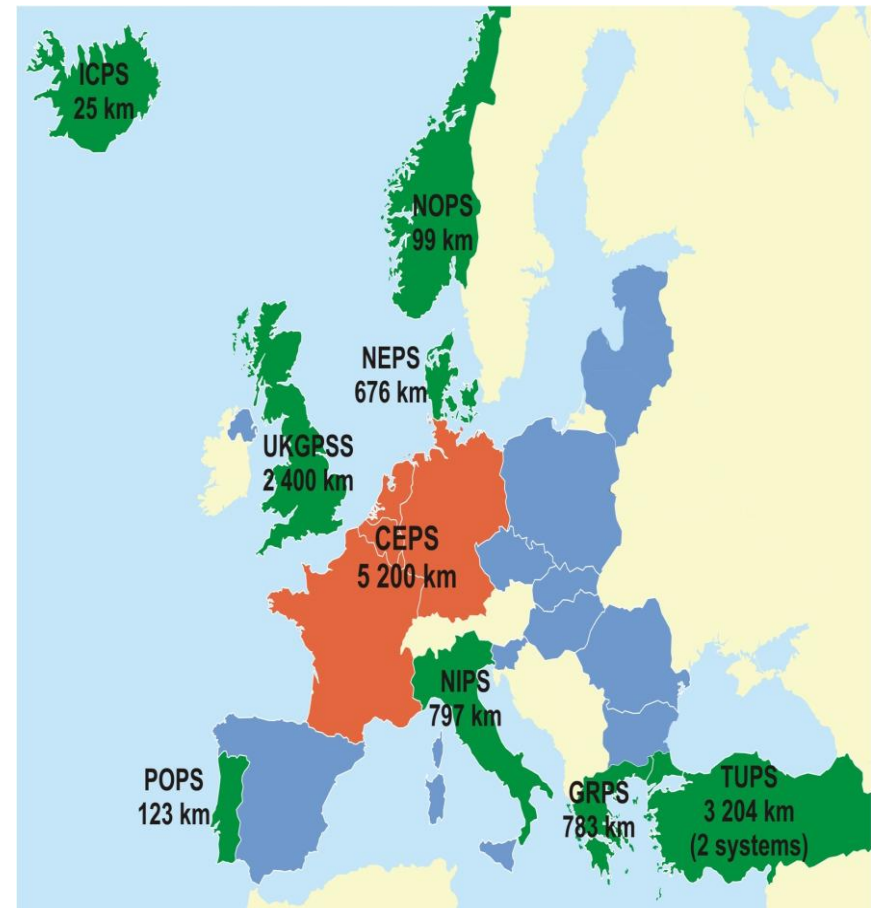 ICPS
25 km
NOPS
99 km
NEPS
676 km
UKGPSS
2 400 km
CEPS
5 200 km
NIPS
797 km
POPS
123 km
GRPS
783 km
TUPS
3 204 km
(2 systems)